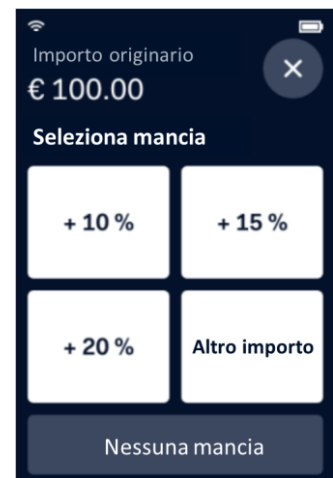 Importo originario
€ 100.00
Seleziona mancia
+ 10 %
+ 15 %
+ 20 %
Altro importo
Nessuna mancia